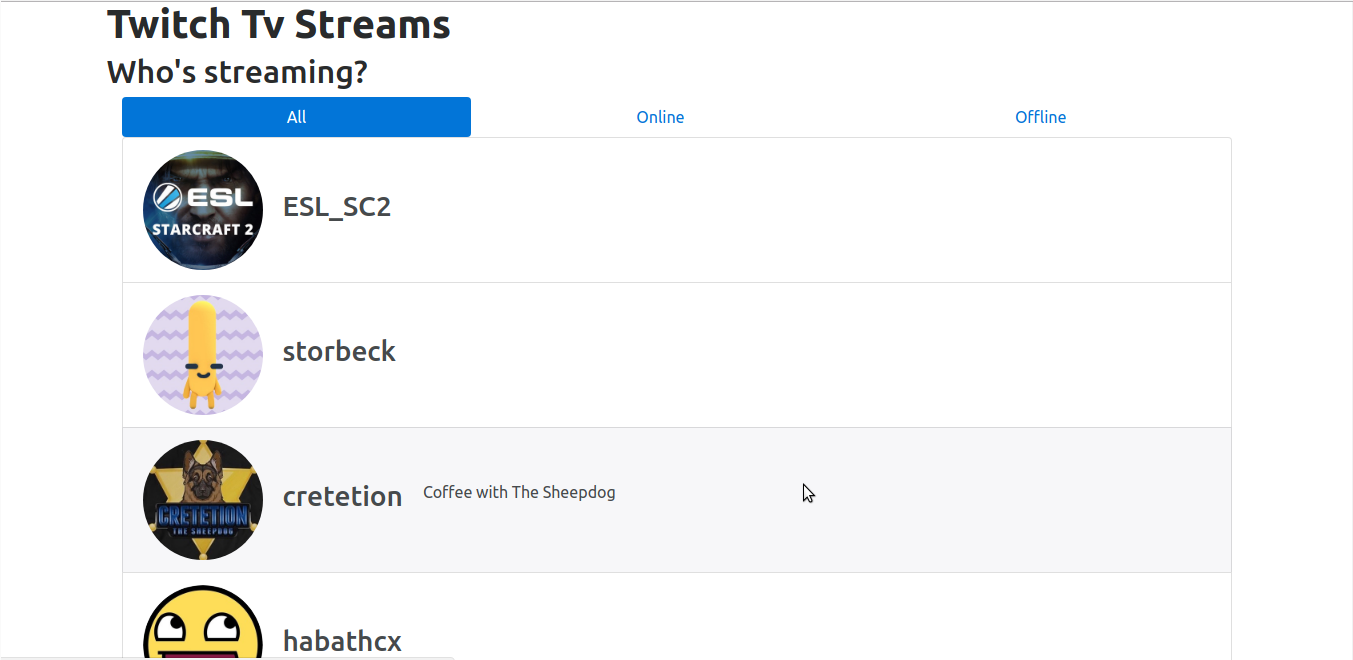 Twitch Tv Streams
Who's streaming?
All Online Offline
ESL
STARCRAFT 2
ESL_SC2
storbeck
cretetion Coffee with The Sheepdog
CRETETION
THE SHEEPDOG
habathcx